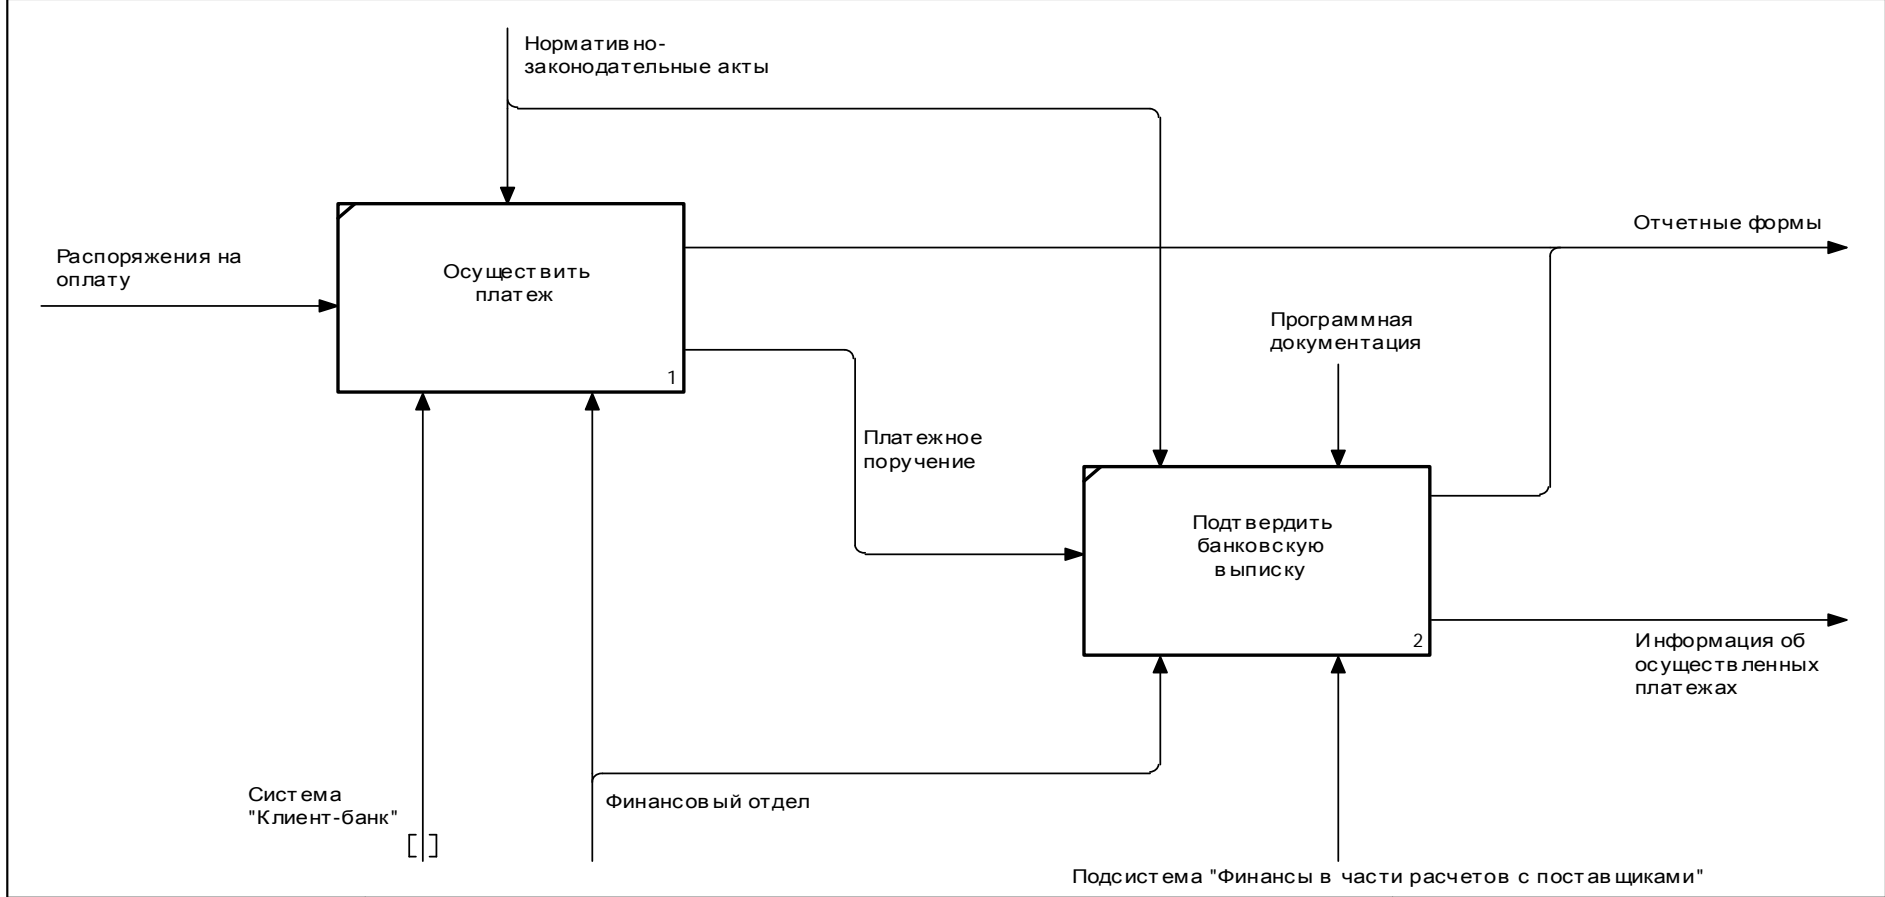 Нормативно-
законодательные акты
Отчетные формы
Распоряжения на
оплату
Осуществить
платеж
1
Программная
документация
Платежное
поручение
Подтвердить
банковскую
выписку
2
Информация об
осуществленных
платежах
Система
"Клиент-банк"
Финансовый отдел
Подсистема "Финансы в части расчетов с поставщиками"